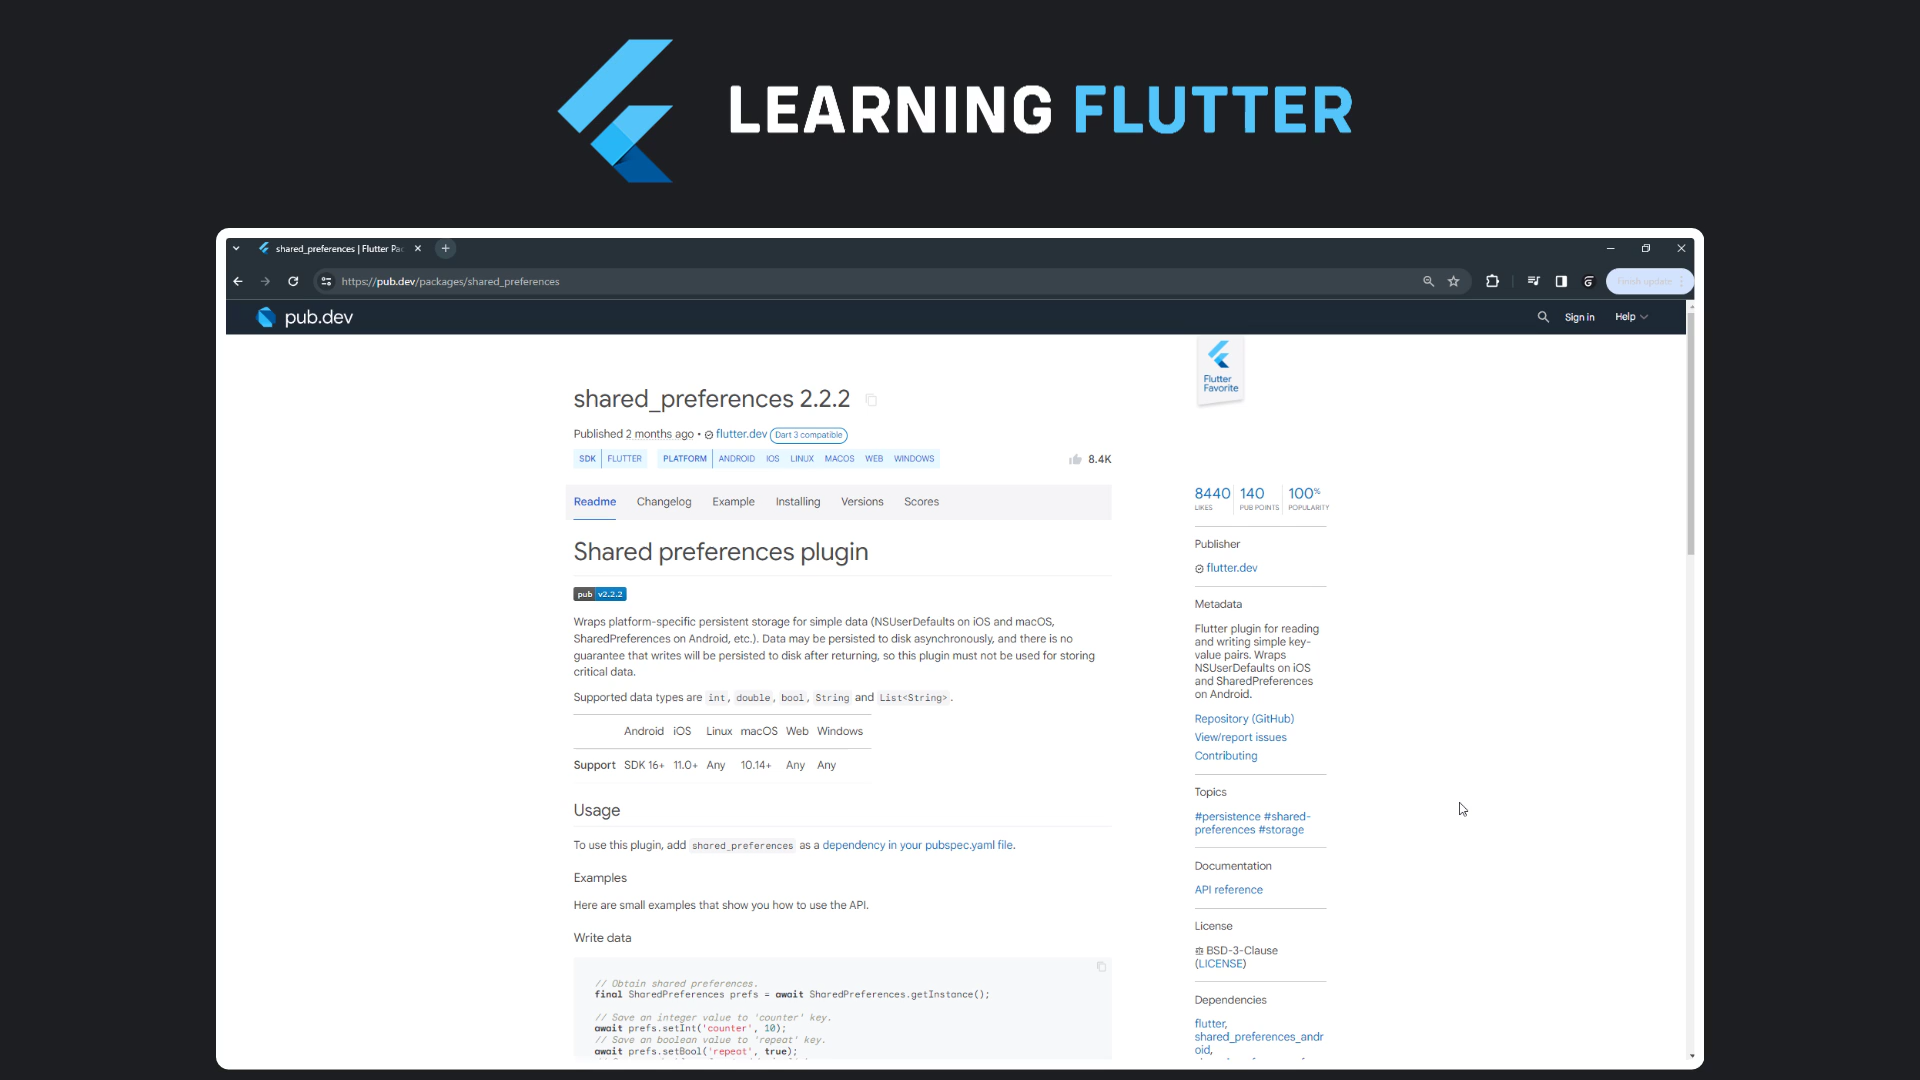 LEARNING FLUTTER
shared_preferences | Flutter Pac
https://pub.dev/packages/shared_preferences
Finish update
pub.dev
Sign in
Help
Flutter
Favorite
shared_preferences 2.2.2
Published 2 months ago • flutter.dev Dart 3 compatible
SDK FLUTTER PLATFORM ANDROID IOS LINUX MACOS WEB WINDOWS
8.4K
Readme Changelog Example Installing Versions Scores
Shared preferences plugin
pub v2.2.2
Wraps platform-specific persistent storage for simple data (NSUserDefaults on iOS and macOS,
SharedPreferences on Android, etc.). Data may be persisted to disk asynchronously, and there is no
guarantee that writes will be persisted to disk after returning, so this plugin must not be used for storing
critical data.
Supported data types are int, double, bool, String and List<String>.
Android iOS Linux macOS Web Windows
Support SDK 16+ 11.0+ Any 10.14+ Any Any
Usage
To use this plugin, add shared_preferences as a dependency in your pubspec.yaml file.
Examples
Here are small examples that show you how to use the API.
Write data
// Obtain shared preferences.
final SharedPreferences prefs = await SharedPreferences.getInstance();
// Save an integer value to 'counter' key.
await prefs.setInt('counter', 10);
// Save an boolean value to 'repeat' key.
await prefs.setBool('repeat', true);
8440 140 100%
LIKES PUB POINTS POPULARITY
Publisher
flutter.dev
Metadata
Flutter plugin for reading
and writing simple key-
value pairs. Wraps
NSUserDefaults on iOS
and SharedPreferences
on Android.
Repository (GitHub)
View/report issues
Contributing
Topics
#persistence #shared-
preferences #storage
Documentation
API reference
License
BSD-3-Clause
(LICENSE)
Dependencies
flutter,
shared_preferences_andr
oid,